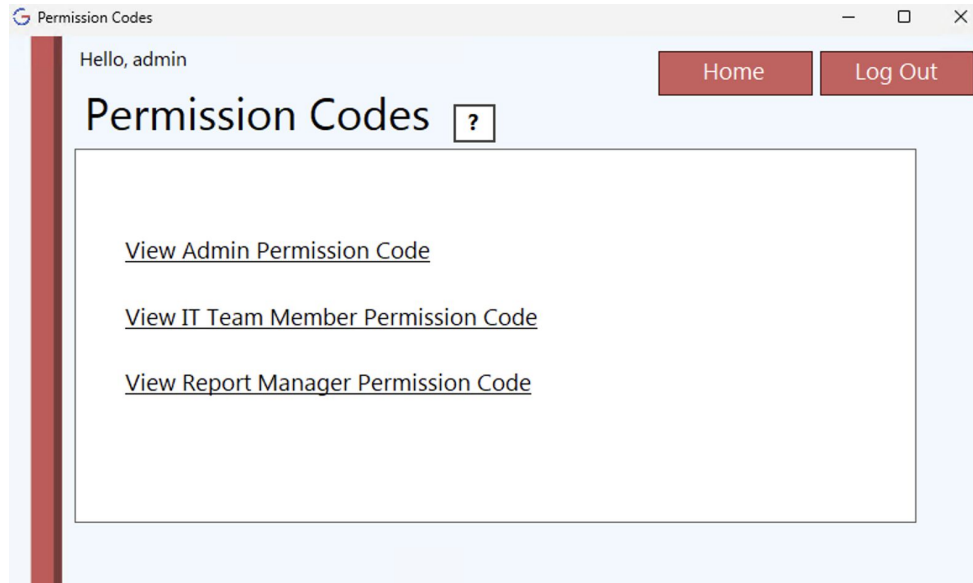 Permission Codes
Hello, admin
Home
Log Out
Permission Codes
?
View Admin Permission Code
View IT Team Member Permission Code
View Report Manager Permission Code